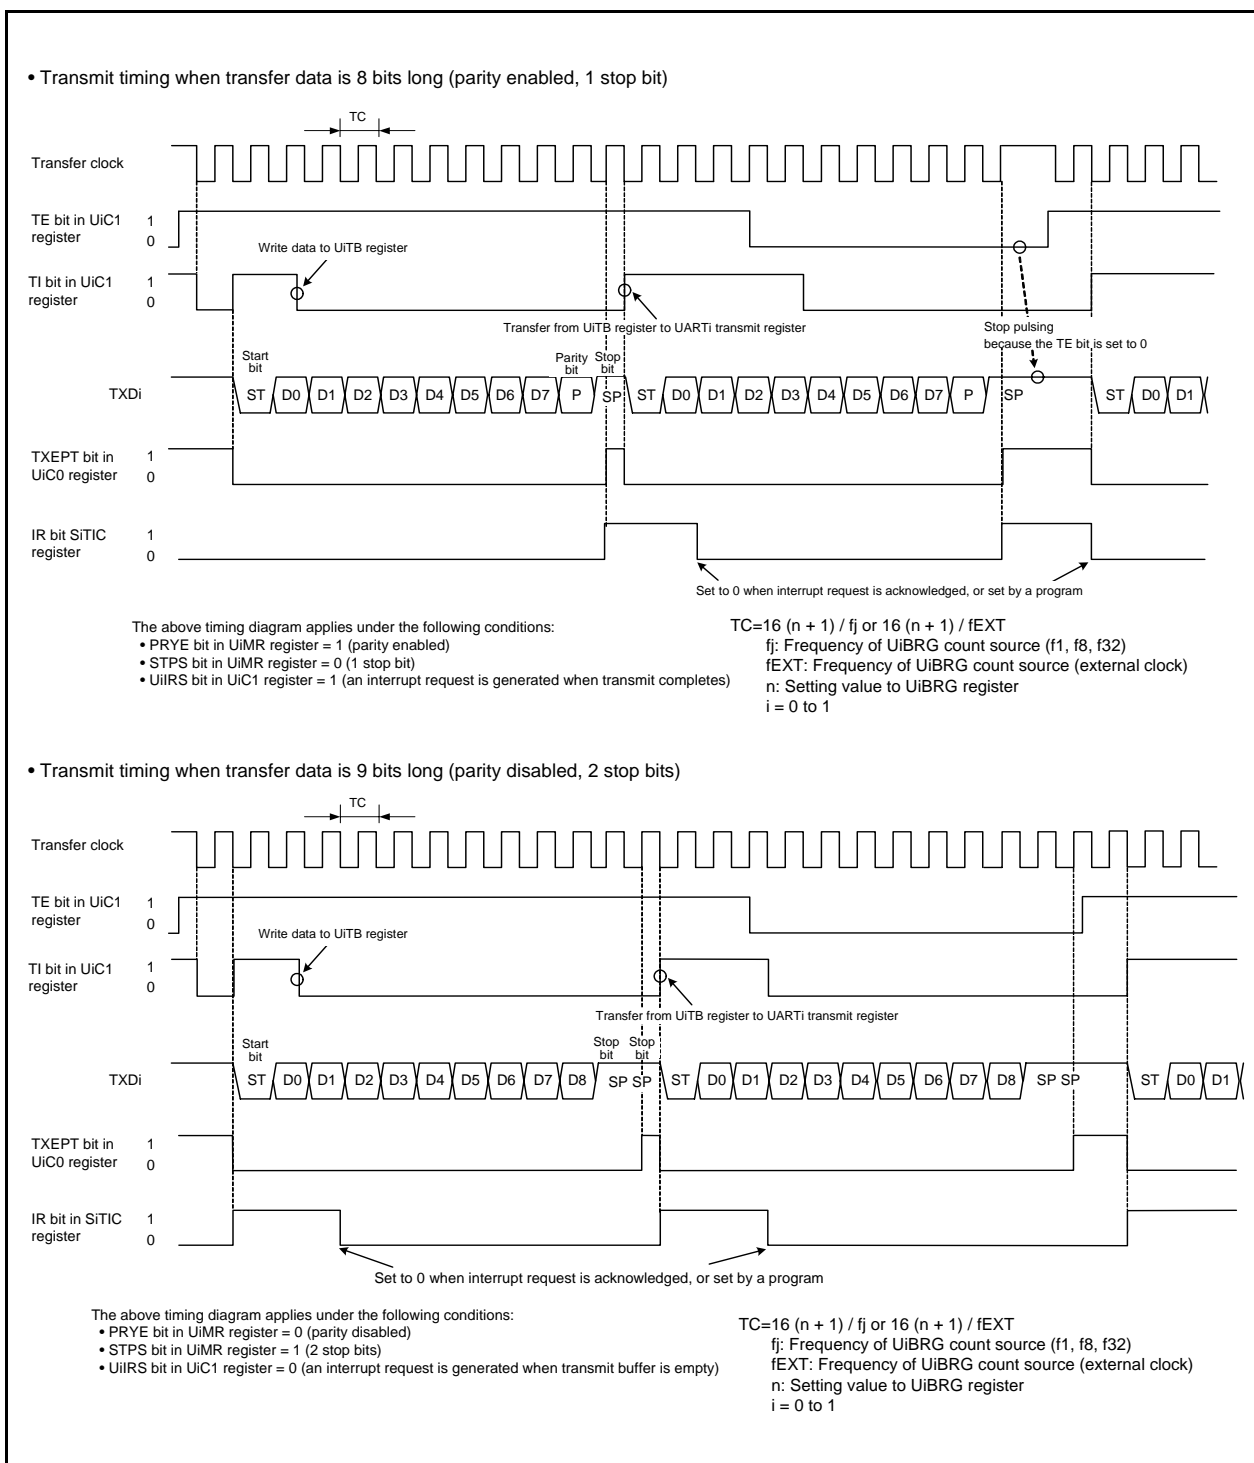 • Transmit timing when transfer data is 8 bits long (parity enabled, 1 stop bit)
TC
Transfer clock
TE bit in UiC1
register
1
0
Write data to UiTB register
TI bit in UiC1
register
1
0
Transfer from UiTB register to UARTi transmit register
Stop pulsing
because the TE bit is set to 0
Start
bit
Parity
bit
Stop
bit
TXDi
ST D0 D1 D2 D3 D4 D5 D6 D7 P SP ST D0 D1 D2 D3 D4 D5 D6 D7 P SP ST D0 D1
TXEPT bit in
UiC0 register
1
0
IR bit SiTIC
register
1
0
Set to 0 when interrupt request is acknowledged, or set by a program
The above timing diagram applies under the following conditions:
• PRYE bit in UiMR register = 1 (parity enabled)
• STPS bit in UiMR register = 0 (1 stop bit)
• UiIRS bit in UiC1 register = 1 (an interrupt request is generated when transmit completes)
TC=16 (n + 1) / fj or 16 (n + 1) / fEXT
fj: Frequency of UiBRG count source (f1, f8, f32)
fEXT: Frequency of UiBRG count source (external clock)
n: Setting value to UiBRG register
i = 0 to 1
• Transmit timing when transfer data is 9 bits long (parity disabled, 2 stop bits)
TC
Transfer clock
TE bit in UiC1
register
1
0
Write data to UiTB register
TI bit in UiC1
register
1
0
Transfer from UiTB register to UARTi transmit register
Start
bit
Stop
bit
Stop
bit
TXDi
ST D0 D1 D2 D3 D4 D5 D6 D7 D8 SP SP ST D0 D1 D2 D3 D4 D5 D6 D7 D8 SP SP ST D0 D1
TXEPT bit in
UiC0 register
1
0
IR bit in SiTIC
register
1
0
Set to 0 when interrupt request is acknowledged, or set by a program
The above timing diagram applies under the following conditions:
• PRYE bit in UiMR register = 0 (parity disabled)
• STPS bit in UiMR register = 1 (2 stop bits)
• UiIRS bit in UiC1 register = 0 (an interrupt request is generated when transmit buffer is empty)
TC=16 (n + 1) / fj or 16 (n + 1) / fEXT
fj: Frequency of UiBRG count source (f1, f8, f32)
fEXT: Frequency of UiBRG count source (external clock)
n: Setting value to UiBRG register
i = 0 to 1